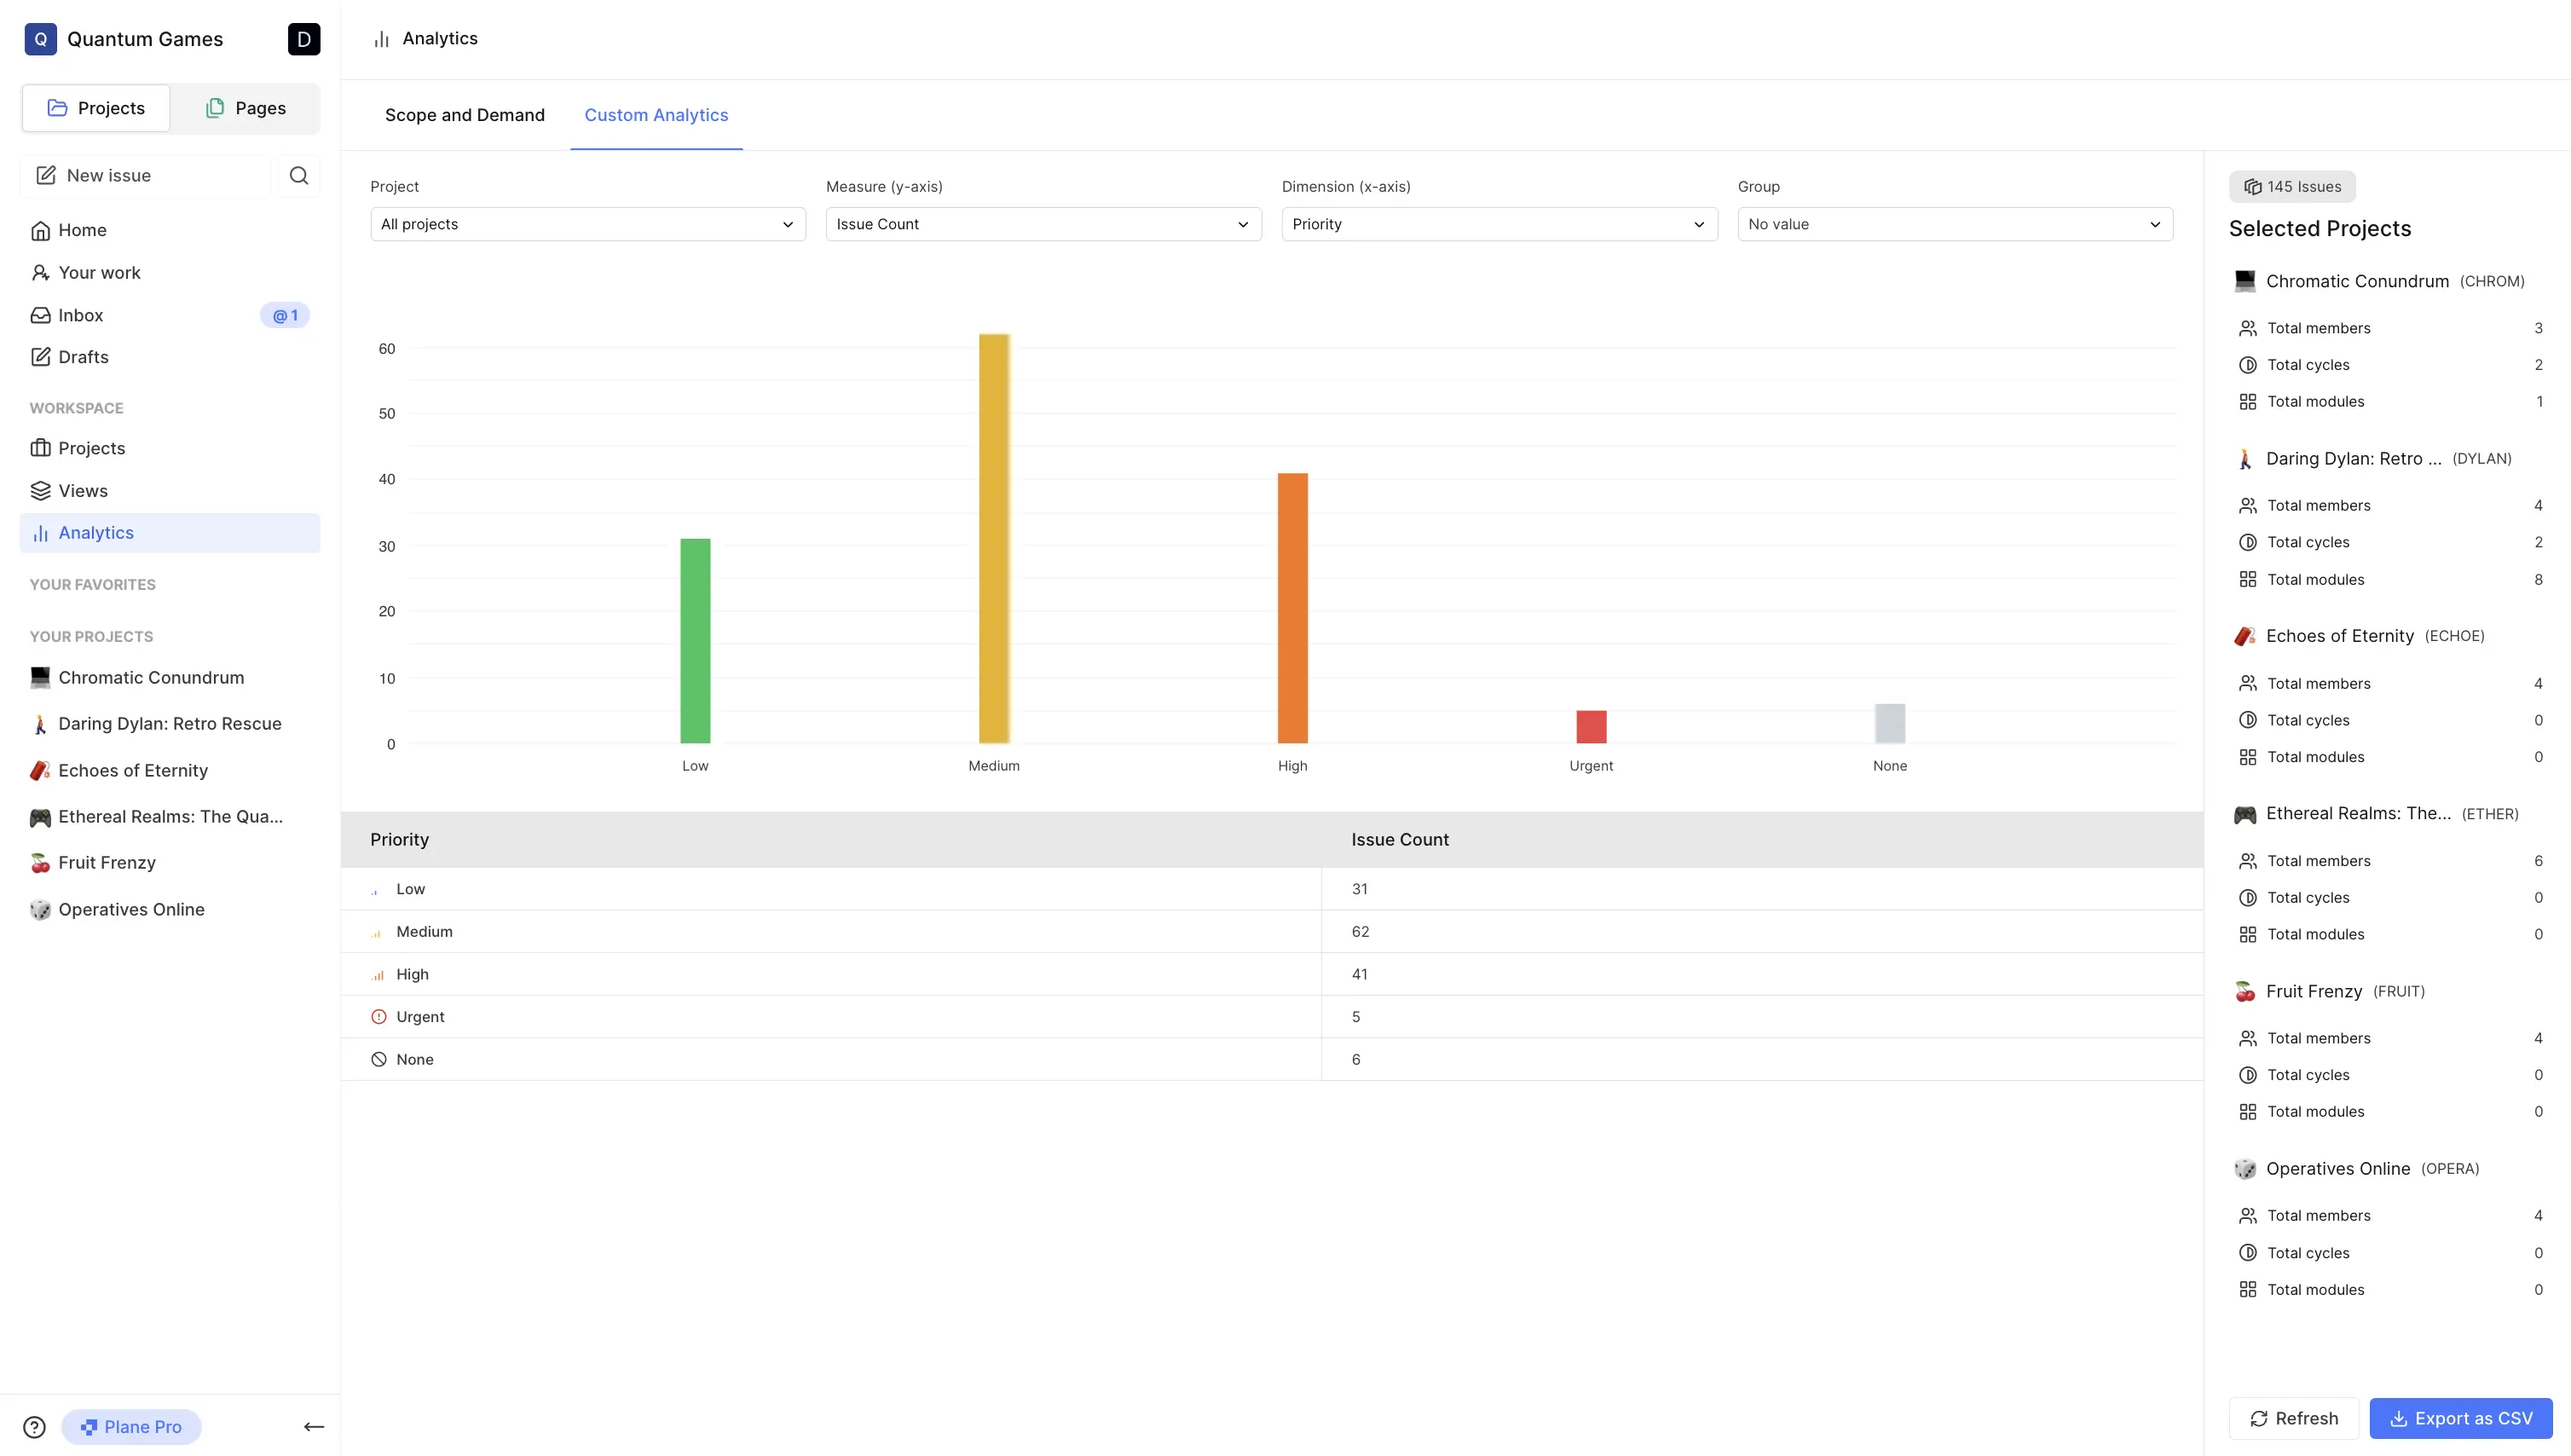 Q Quantum Games D
Projects Pages
New issue
Home
Your work
Inbox @ 1
Drafts
WORKSPACE
Projects
Views
Analytics
YOUR FAVORITES
YOUR PROJECTS
Chromatic Conundrum
Daring Dylan: Retro Rescue
Echoes of Eternity
Ethereal Realms: The Qua...
Fruit Frenzy
Operatives Online
Plane Pro
Analytics
Scope and Demand Custom Analytics
Project Measure (y-axis) Dimension (x-axis) Group
All projects Issue Count Priority No value
60
50
40
30
20
10
0
Low Medium High Urgent None
Priority Issue Count
Low 31
Medium 62
High 41
Urgent 5
None 6
145 Issues
Selected Projects
Chromatic Conundrum (CHROM)
Total members 3
Total cycles 2
Total modules 1
Daring Dylan: Retro ... (DYLAN)
Total members 4
Total cycles 2
Total modules 8
Echoes of Eternity (ECHOE)
Total members 4
Total cycles 0
Total modules 0
Ethereal Realms: The... (ETHER)
Total members 6
Total cycles 0
Total modules 0
Fruit Frenzy (FRUIT)
Total members 4
Total cycles 0
Total modules 0
Operatives Online (OPERA)
Total members 4
Total cycles 0
Total modules 0
Refresh Export as CSV